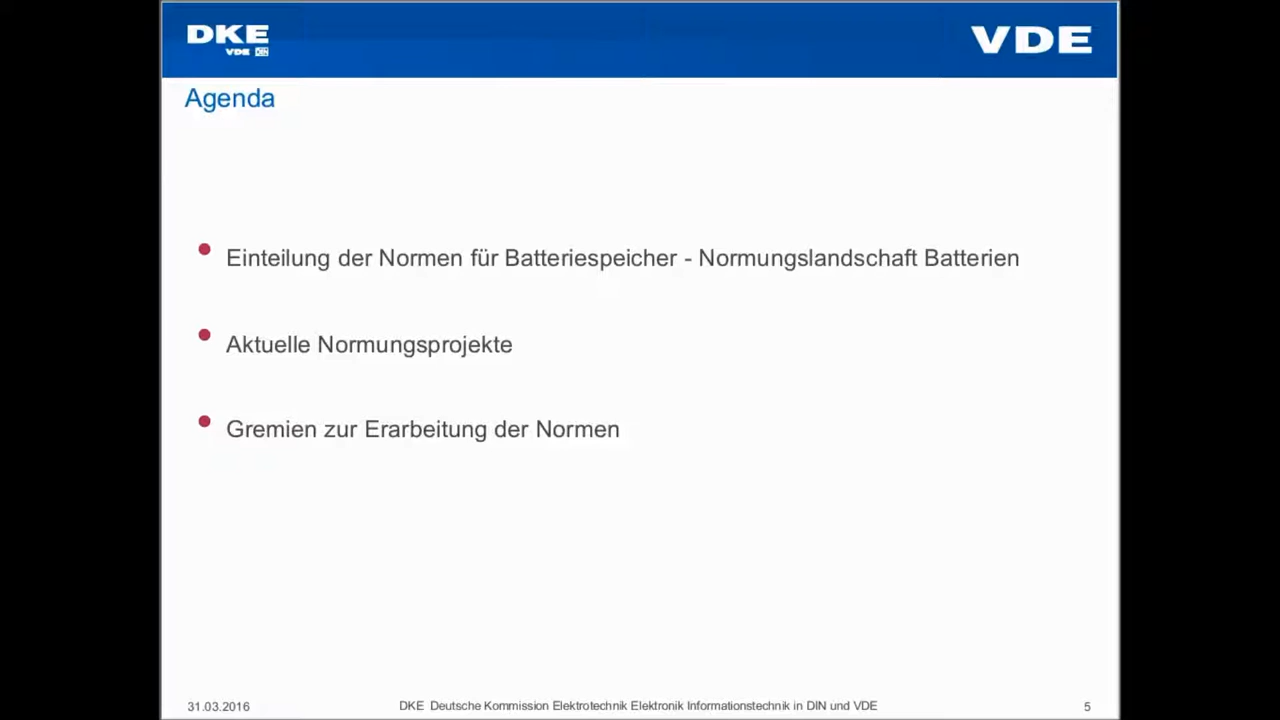 DKE
VDE DIN
VDE
Agenda
Einteilung der Normen für Batteriespeicher - Normungslandschaft Batterien
Aktuelle Normungsprojekte
Gremien zur Erarbeitung der Normen
31.03.2016
DKE Deutsche Kommission Elektrotechnik Elektronik Informationstechnik in DIN und VDE
5